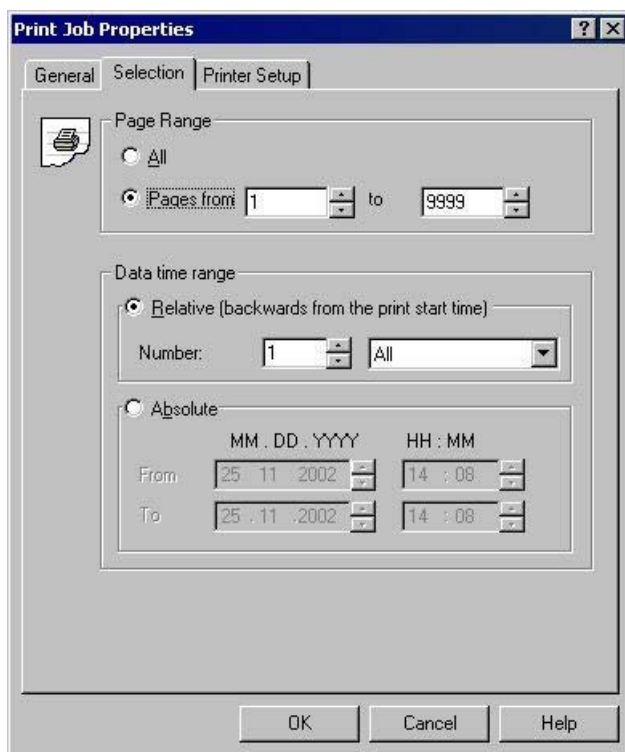 Print Job Properties
General Selection Printer Setup
Page Range
All
Pages from 1 to 9999
Data time range
Relative (backwards from the print start time)
Number: 1 All
Absolute
MM . DD . YYYY HH : MM
From 25 11 2002 14 : 08
To 25 . 11 .2002 14 : 08
OK Cancel Help